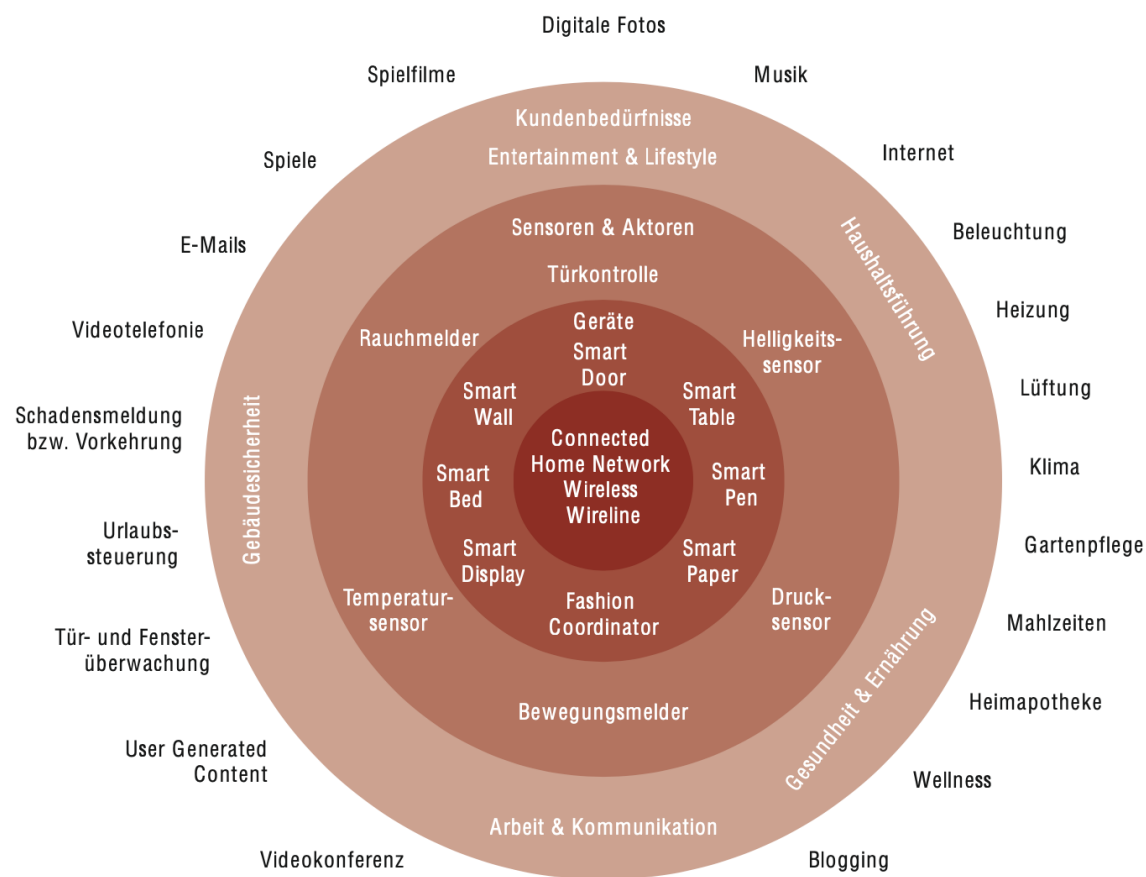 Digitale Fotos
Spielfilme
Musik
Kundenbedürfnisse
Entertainment & Lifestyle
Spiele
Internet
Sensoren & Aktoren
E-Mails
Beleuchtung
Haushaltsführung
Türkontrolle
Videotelefonie
Rauchmelder
Geräte
Helligkeits-
sensor
Heizung
Smart
Door
Smart
Wall
Smart
Table
Lüftung
Schadensmeldung
bzw. Vorkehrung
Gebäudesicherheit
Connected
Home Network
Wireless
Wireline
Smart
Bed
Smart
Pen
Klima
Urlaubs-
steuerung
Smart
Display
Smart
Paper
Gartenpflege
Temperatur-
sensor
Fashion
Coordinator
Druck-
sensor
Mahlzeiten
Tür- und Fenster-
überwachung
Gesundheit & Ernährung
Heimapotheke
Bewegungsmelder
User Generated
Content
Wellness
Arbeit & Kommunikation
Videokonferenz
Blogging